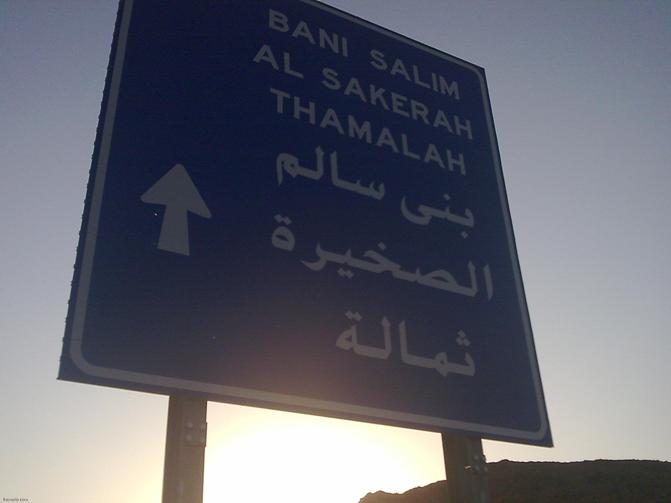 BANI SALIM
AL SAKERAH
THAMALAH
بنى سالم
الصخيرة
ثمالة